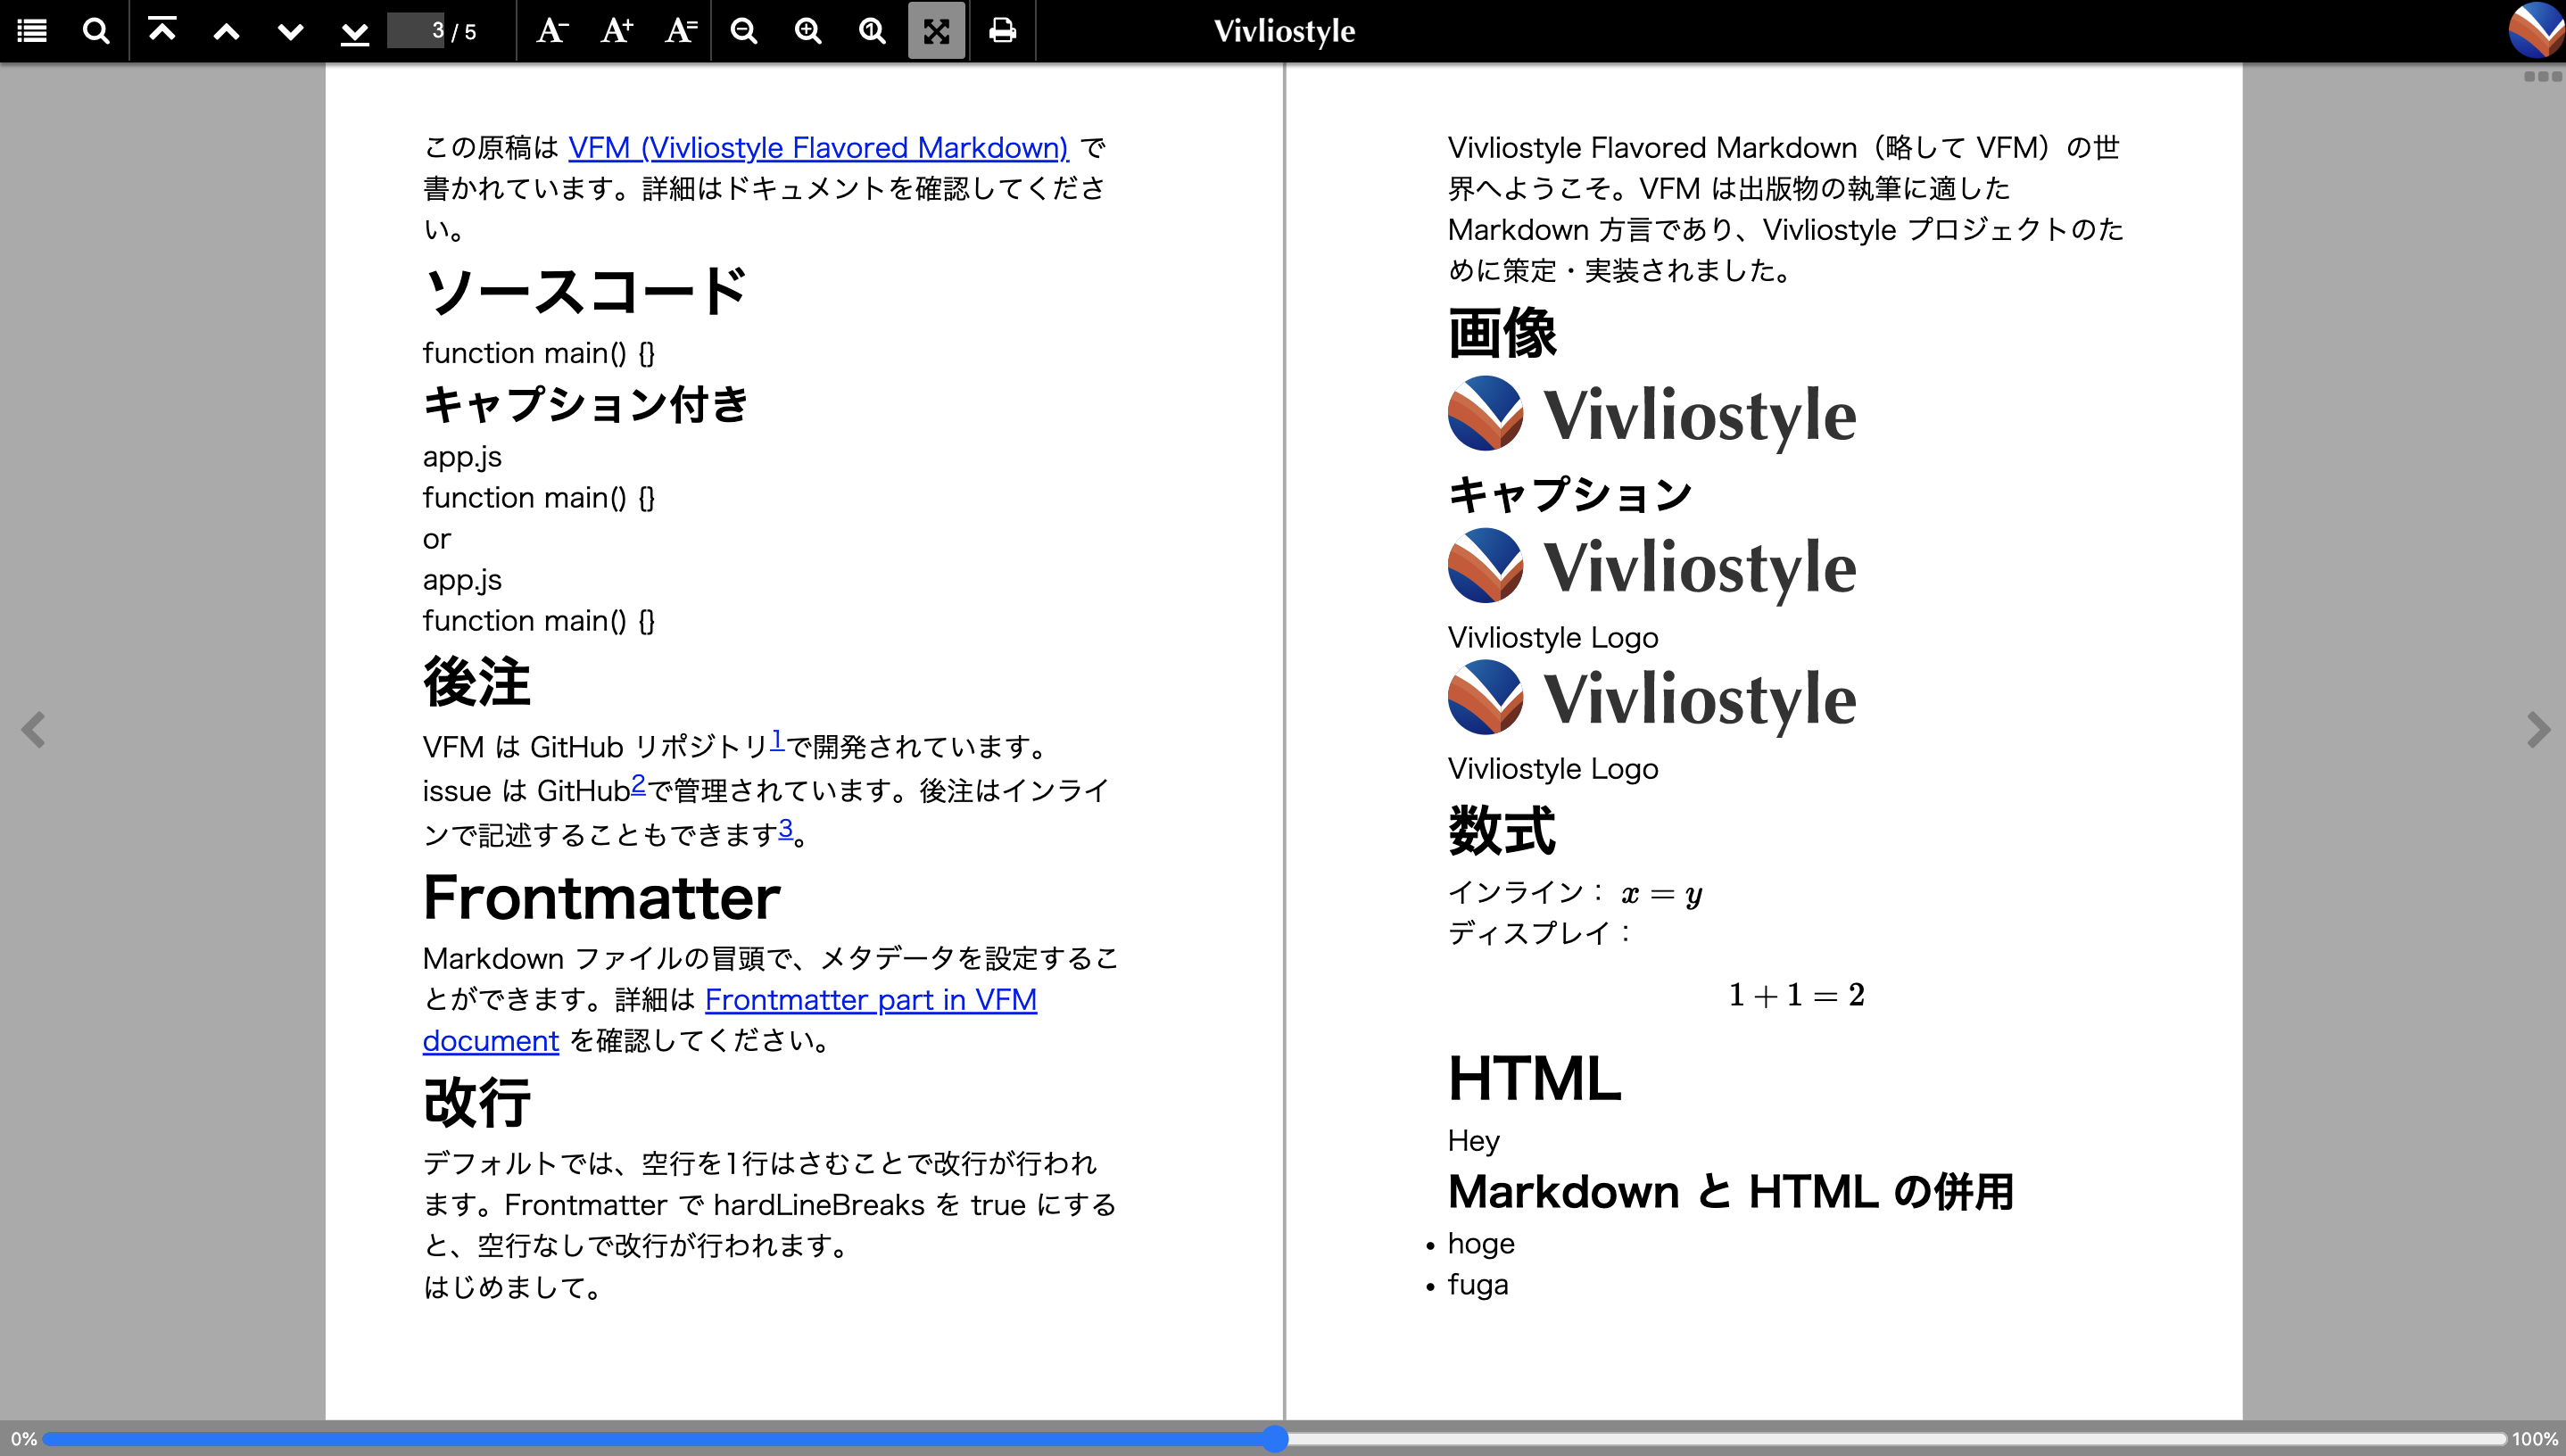 3 / 5
A− A+ A=
Vivliostyle
この原稿は VFM (Vivliostyle Flavored Markdown) で
書かれています。詳細はドキュメントを確認してくださ
い。
ソースコード
function main() {}
キャプション付き
app.js
function main() {}
or
app.js
function main() {}
後注
VFM は GitHub リポジトリ1で開発されています。
issue は GitHub2で管理されています。後注はインライ
ンで記述することもできます3。
Frontmatter
Markdown ファイルの冒頭で、メタデータを設定するこ
とができます。詳細は Frontmatter part in VFM
document を確認してください。
改行
デフォルトでは、空行を1行はさむことで改行が行われ
ます。Frontmatter で hardLineBreaks を true にする
と、空行なしで改行が行われます。
はじめまして。
Vivliostyle Flavored Markdown（略して VFM）の世
界へようこそ。VFM は出版物の執筆に適した
Markdown 方言であり、Vivliostyle プロジェクトのた
めに策定・実装されました。
画像
Vivliostyle
キャプション
Vivliostyle
Vivliostyle Logo
Vivliostyle
Vivliostyle Logo
数式
インライン： x = y
ディスプレイ：
1 + 1 = 2
HTML
Hey
Markdown と HTML の併用
• hoge
• fuga
0%
100%